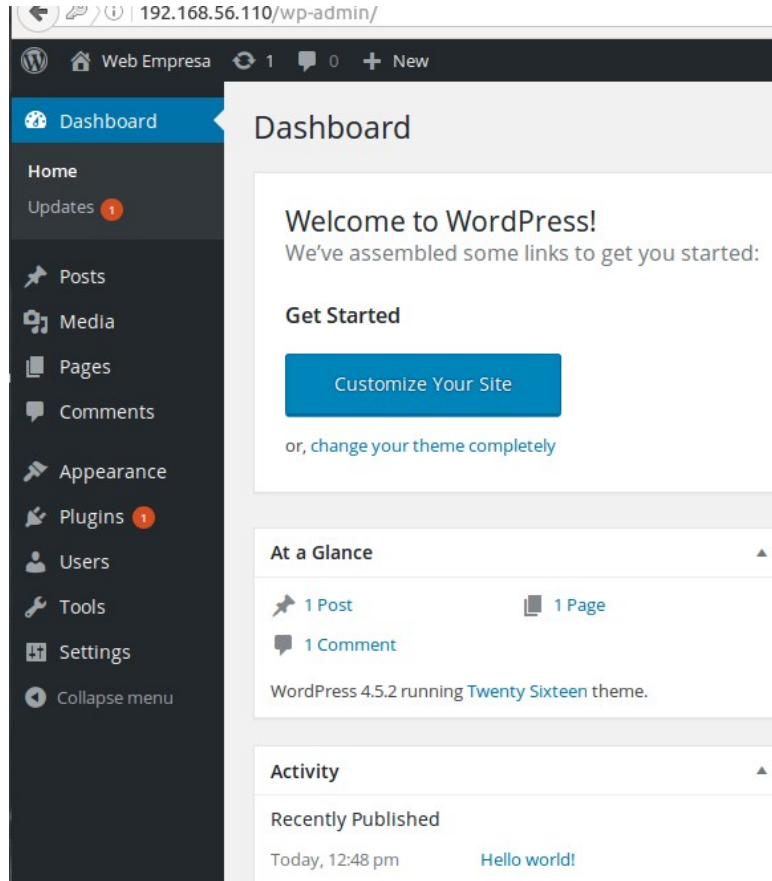 192.168.56.110/wp-admin/
Web Empresa 1 0 New
Dashboard
Home
Updates 1
Posts
Media
Pages
Comments
Appearance
Plugins 1
Users
Tools
Settings
Collapse menu
Dashboard
Welcome to WordPress!
We've assembled some links to get you started:
Get Started
Customize Your Site
or, change your theme completely
At a Glance
1 Post 1 Page
1 Comment
WordPress 4.5.2 running Twenty Sixteen theme.
Activity
Recently Published
Today, 12:48 pm Hello world!